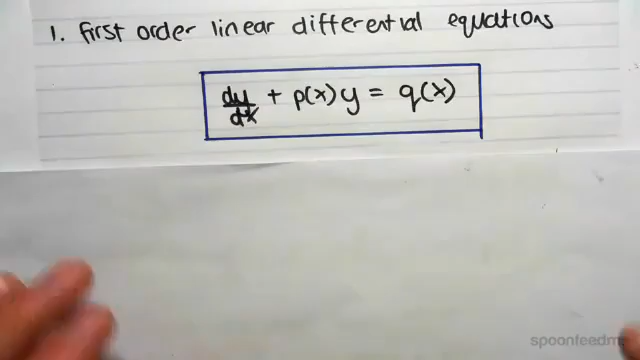 1. First order linear differential equations
dy/dx + p(x)y = q(x)
spoonfeedme